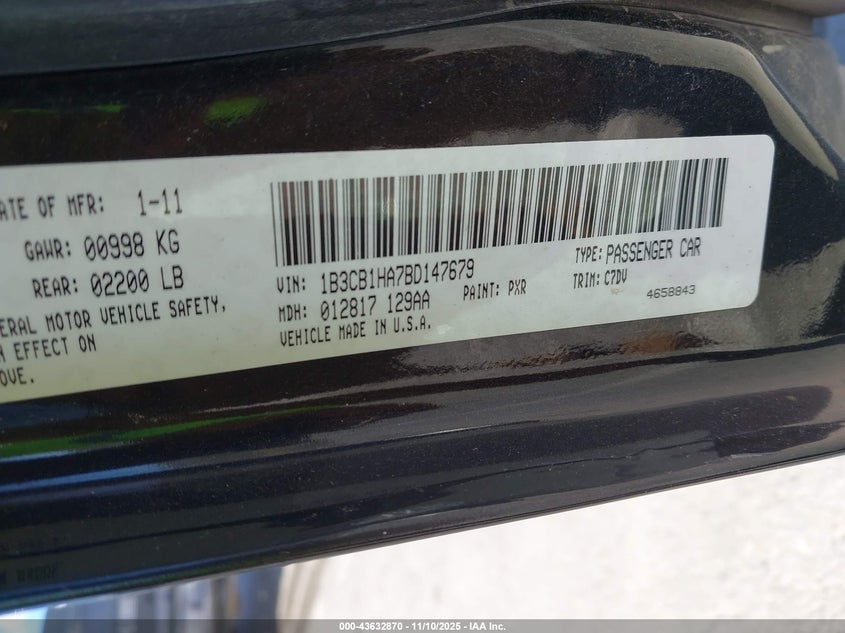 ATE OF MFR: 1-11
GAWR: 00998 KG
REAR: 02200 LB
ERAL MOTOR VEHICLE SAFETY,
N EFFECT ON
OVE.
VIN: 1B3CB1HA7BD147679
TYPE: PASSENGER CAR
MDH: 012817 129AA
PAINT: PXR
TRIM: C7DV
VEHICLE MADE IN U.S.A.
4658843
000-43632870 — 11/10/2025 — IAA Inc.